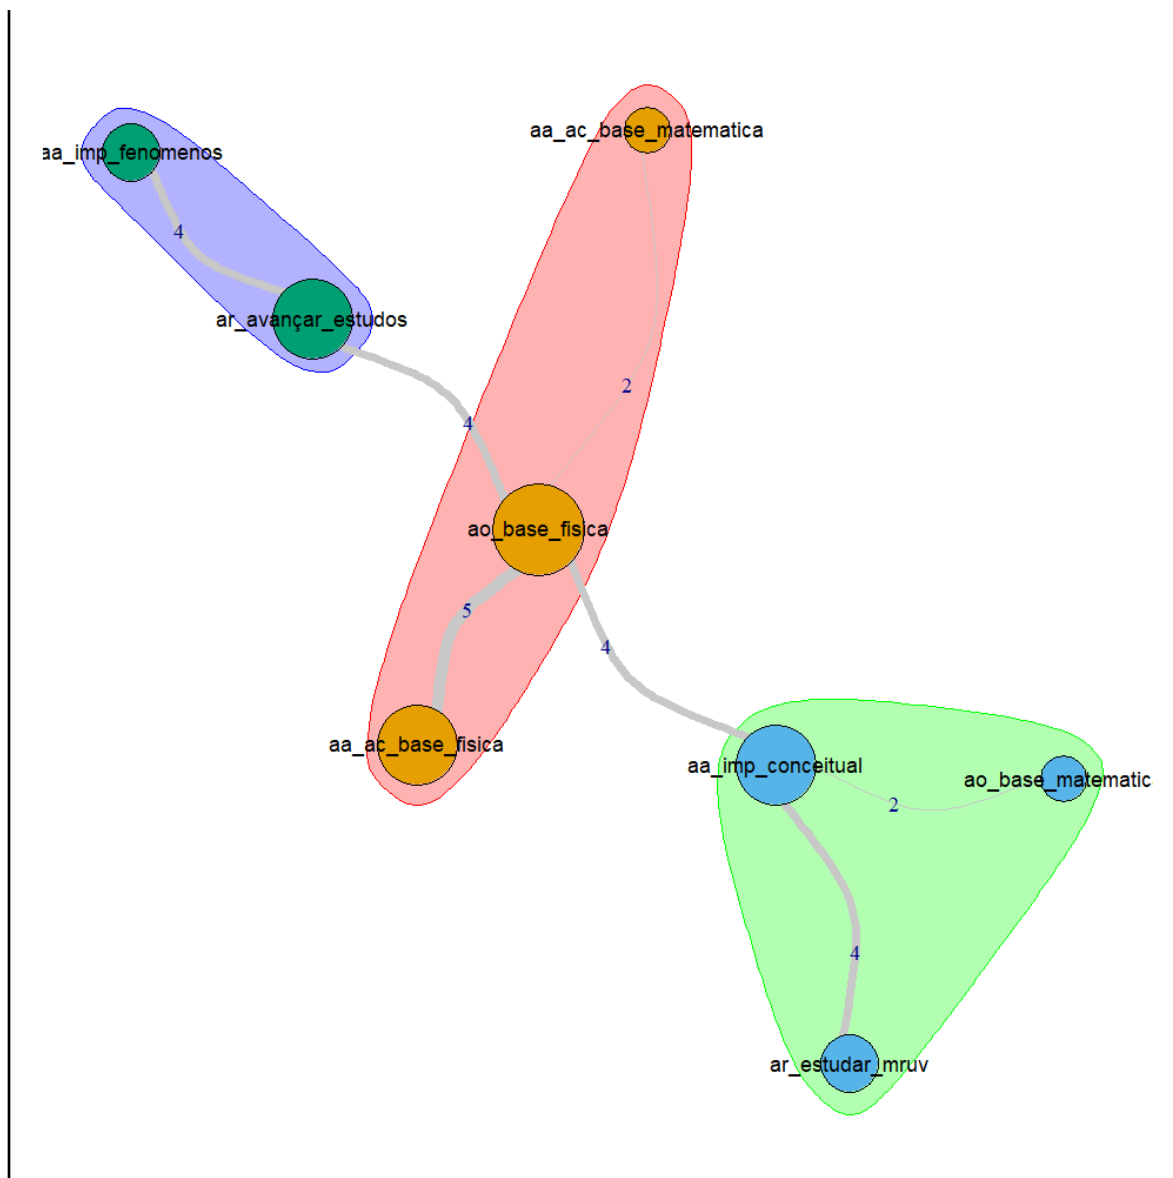 aa_ac_base_matematica
aa_imp_fenomenos
4
ar_avançar_estudos
2
4
ao_base_fisica
5
4
aa_ac_base_fisica
aa_imp_conceitual
ao_base_matematic
2
4
ar_estudar_mruv